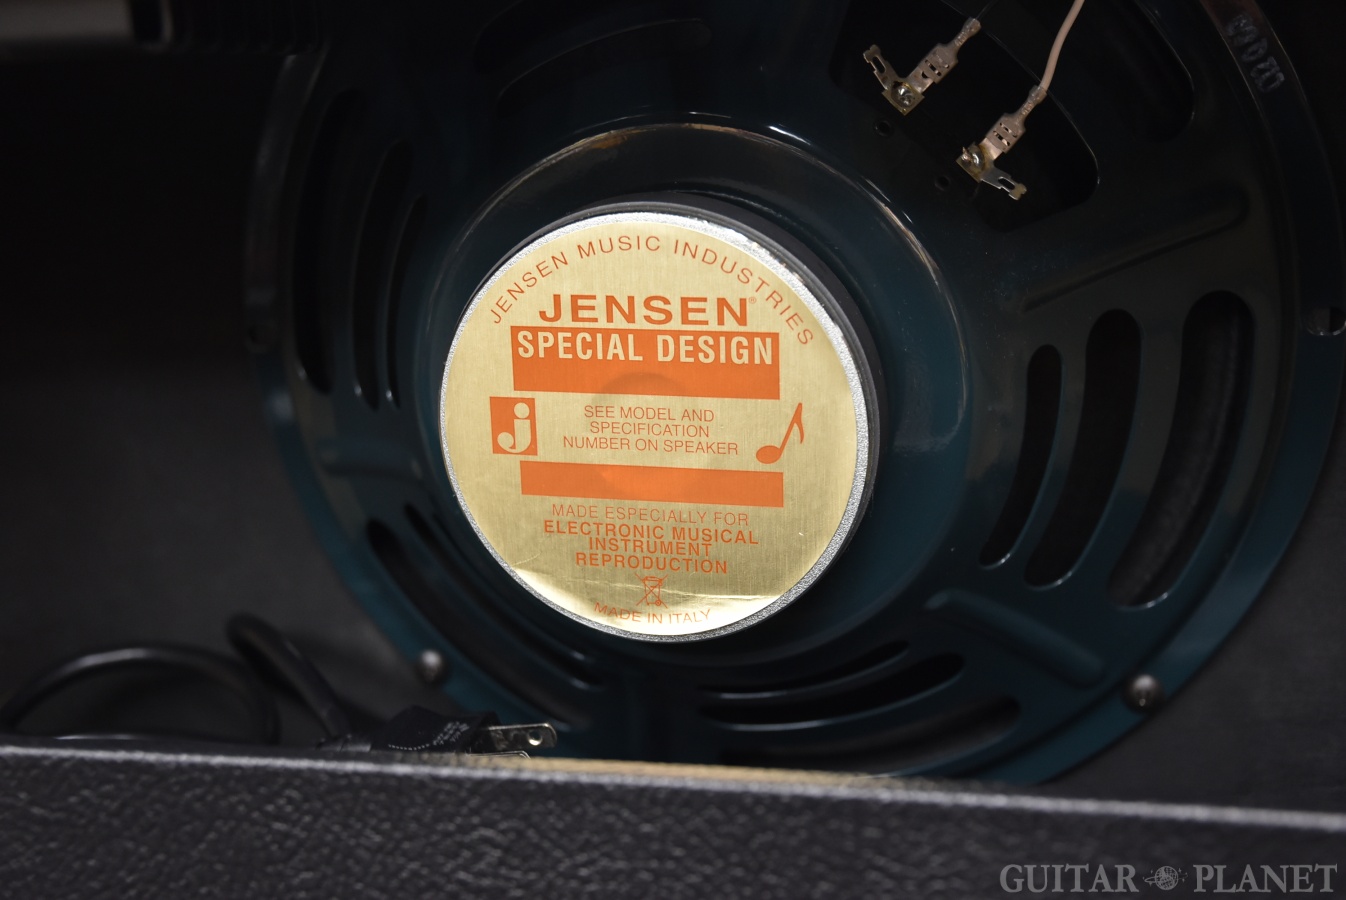 JENSEN MUSIC INDUSTRIES
JENSEN®
SPECIAL DESIGN
j
SEE MODEL AND
SPECIFICATION
NUMBER ON SPEAKER
MADE ESPECIALLY FOR
ELECTRONIC MUSICAL
INSTRUMENT
REPRODUCTION
MADE IN ITALY
GUITAR PLANET